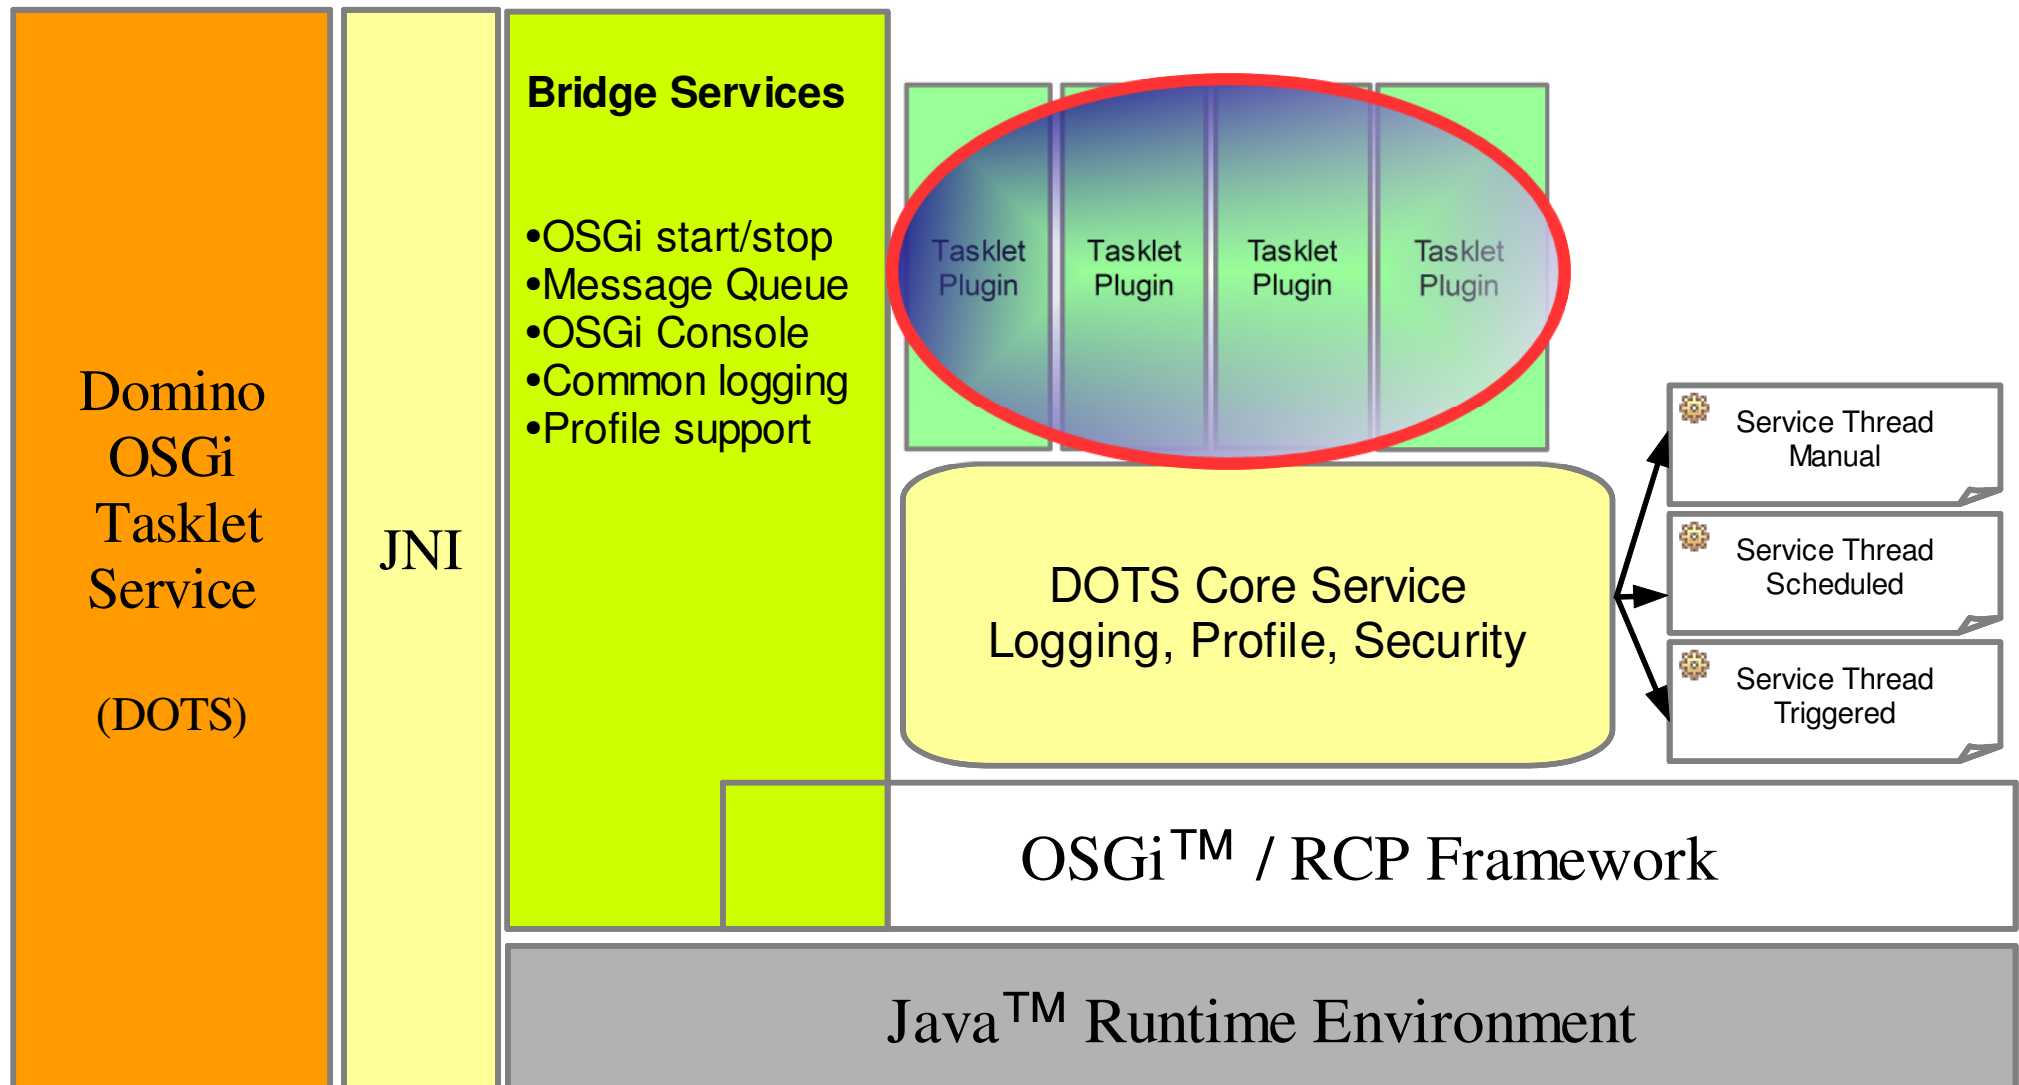 Domino
OSGi
Tasklet
Service
(DOTS)
JNI
Bridge Services
•OSGi start/stop
•Message Queue
•OSGi Console
•Common logging
•Profile support
Tasklet
Plugin
Tasklet
Plugin
Tasklet
Plugin
Tasklet
Plugin
DOTS Core Service
Logging, Profile, Security
Service Thread
Manual
Service Thread
Scheduled
Service Thread
Triggered
OSGi™ / RCP Framework
Java™ Runtime Environment